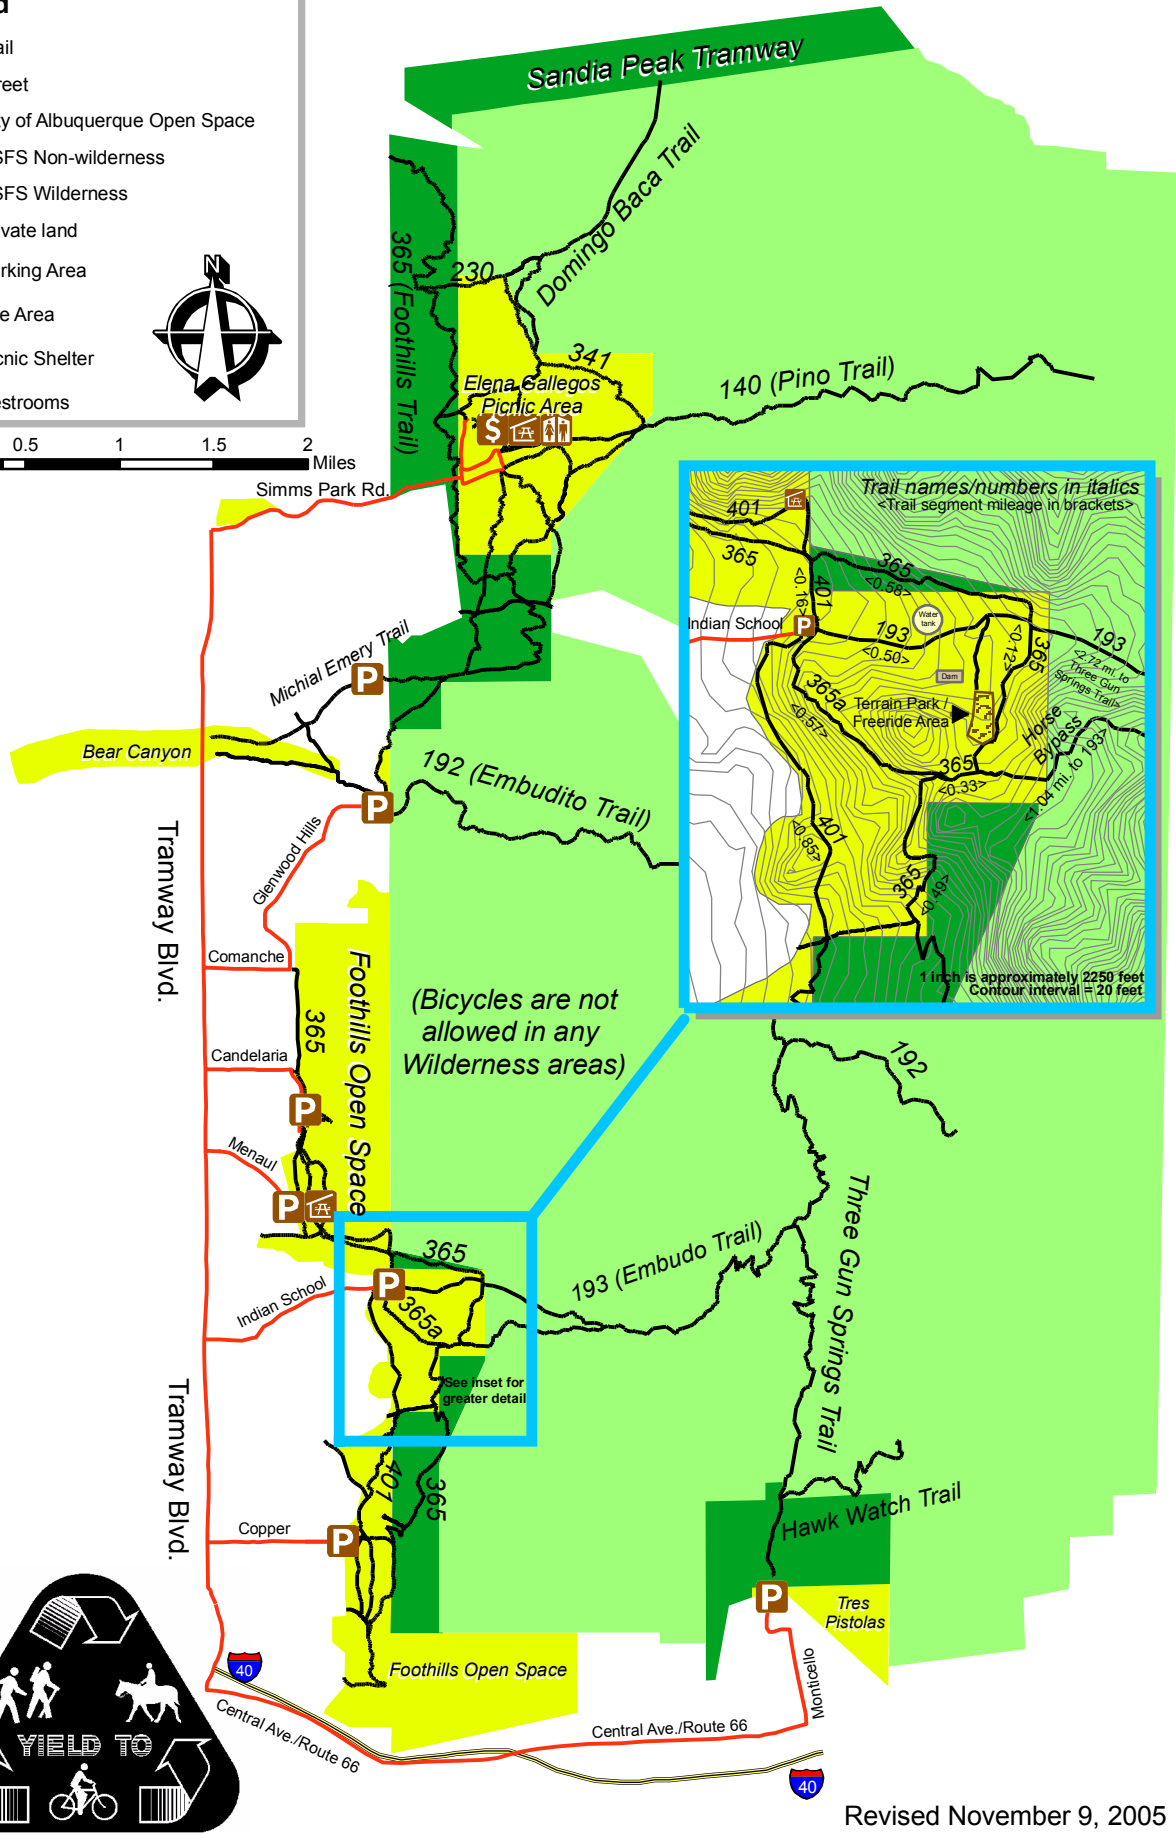 d
ail
reet
y of Albuquerque Open Space
SFS Non-wilderness
SFS Wilderness
ivate land
rking Area
e Area
cnic Shelter
estrooms
N
0.5 1 1.5 2
Miles
Sandia Peak Tramway
Domingo Baca Trail
365 (Foothills Trail)
230
341
Elena Gallegos
Picnic Area
$
140 (Pino Trail)
Simms Park Rd.
Michial Emery Trail
P
Bear Canyon
P
192 (Embudito Trail)
Glenwood Hills
Tramway Blvd.
Comanche
365
Foothills Open Space
(Bicycles are not
allowed in any
Wilderness areas)
Candelaria
P
Menaul
P
Indian School
P
365
365a
193 (Embudo Trail)
See inset for
greater detail
Tramway Blvd.
401
365
Copper
P
192
Three Gun Springs Trail
Hawk Watch Trail
P
Tres
Pistolas
Monticello
Foothills Open Space
40
Central Ave./Route 66
Central Ave./Route 66
40
Trail names/numbers in italics
<Trail segment mileage in brackets>
401
365
365
<0.58>
<0.16>
401
Indian School
P
Water
tank
193
<0.50>
<0.12>
365
193
<2.72 mi. to
Three Gun
Springs Trail>
Dam
365a
<0.57>
Terrain Park /
Freeride Area
Horse
Bypass
<1.04 mi. to 193>
365
<0.33>
401
<0.85>
365
<0.49>
1 inch is approximately 2250 feet
Contour interval = 20 feet
YIELD TO
Revised November 9, 2005